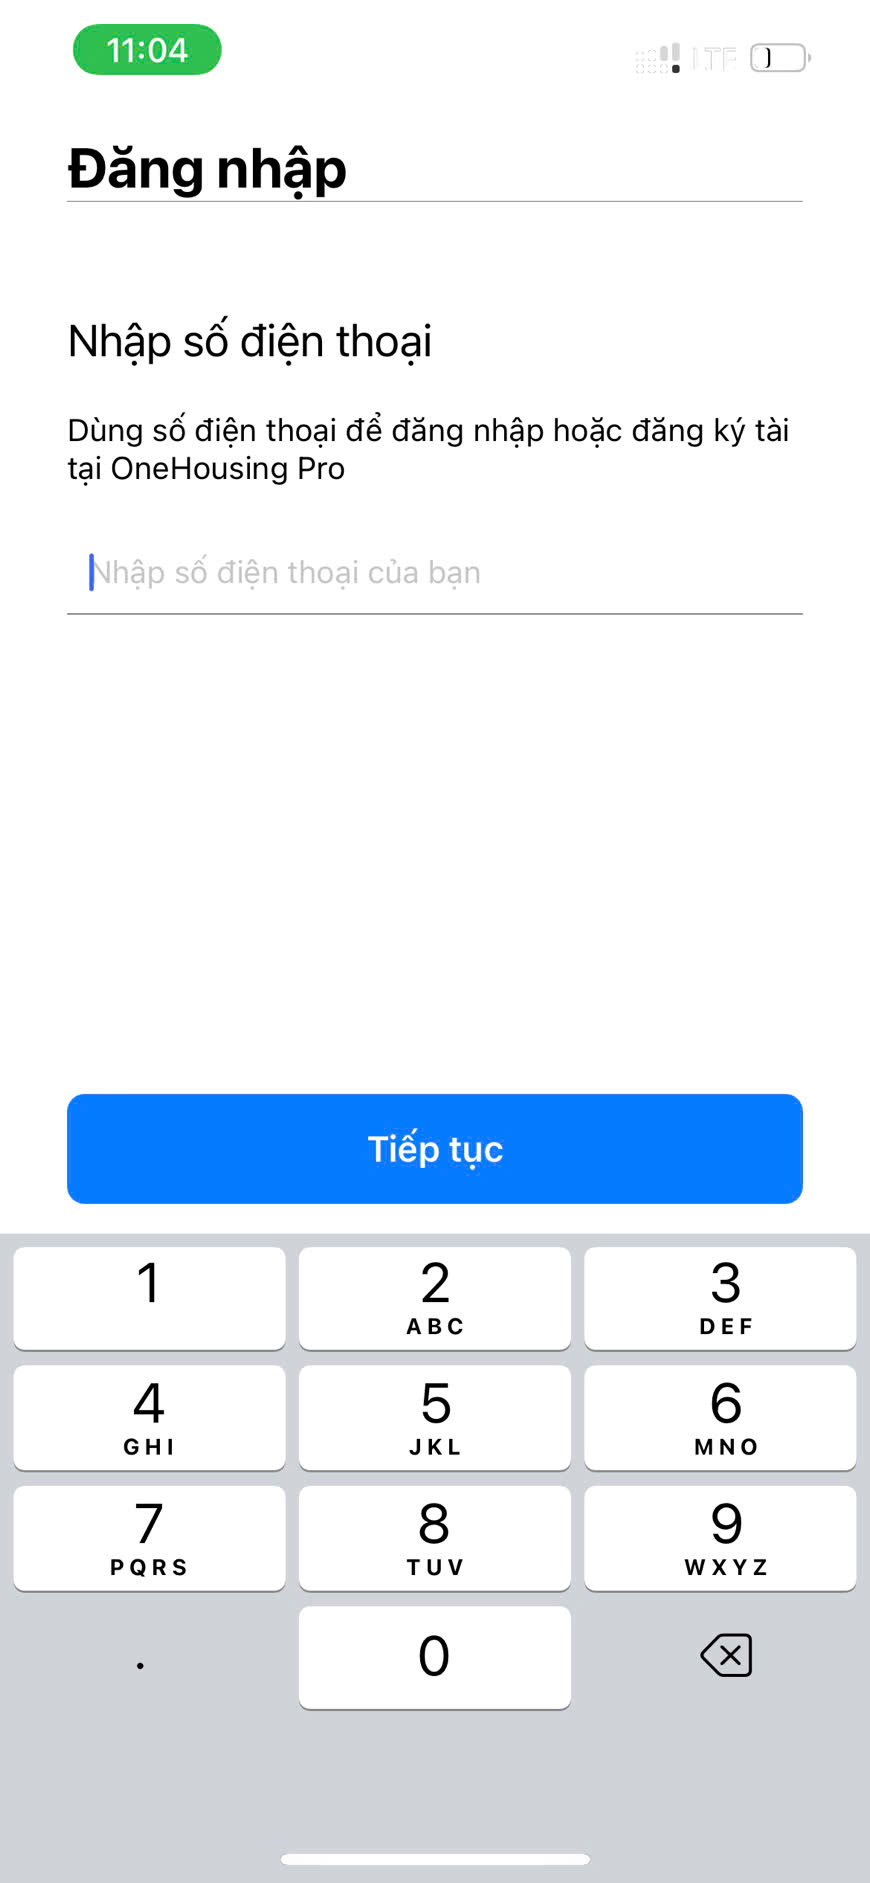 11:04
LTE
Đăng nhập
Nhập số điện thoại
Dùng số điện thoại để đăng nhập hoặc đăng ký tài
tại OneHousing Pro
Nhập số điện thoại của bạn
Tiếp tục
1
2
ABC
3
DEF
4
GHI
5
JKL
6
MNO
7
PQRS
8
TUV
9
WXYZ
.
0